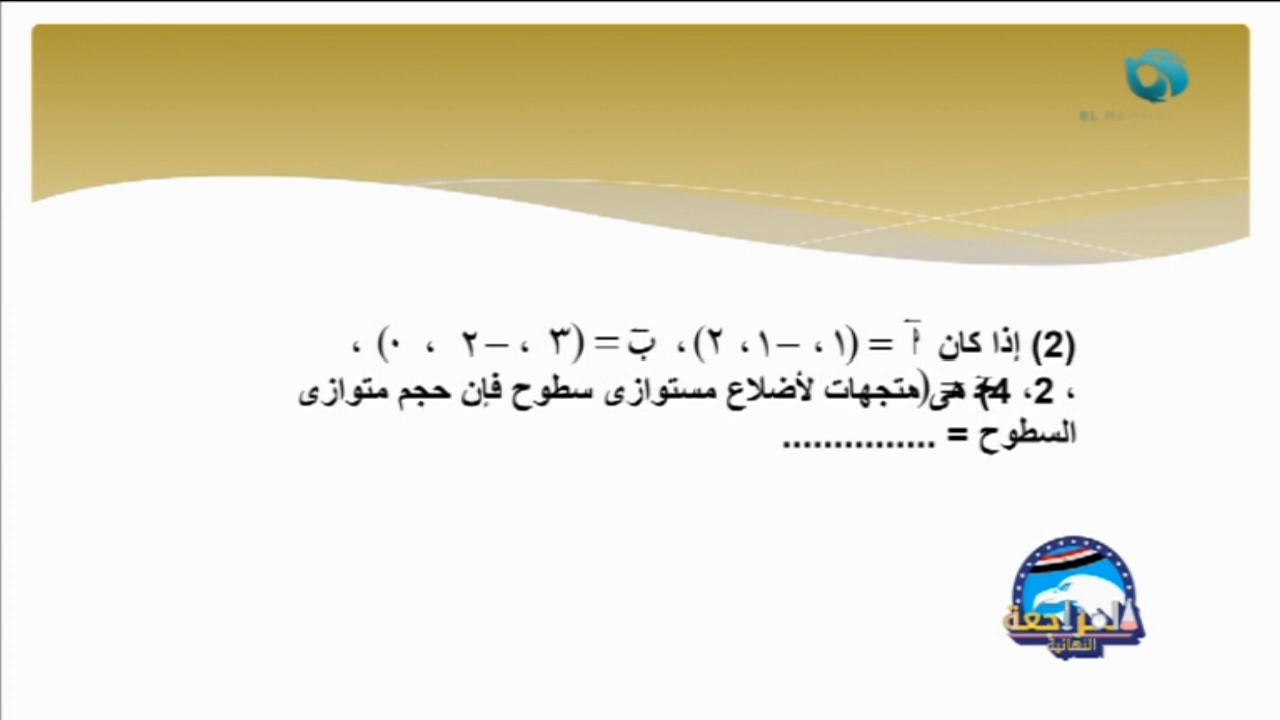 EL
(2) إذا كان أ = (١، −١، ٢)، ب = (٣ ، −٢ ، ٠) ،
، 2، 4) هى متجهات لأضلاع مستوازى سطوح فإن حجم متوازى
السطوح = ...............
المراجعة
النهائية